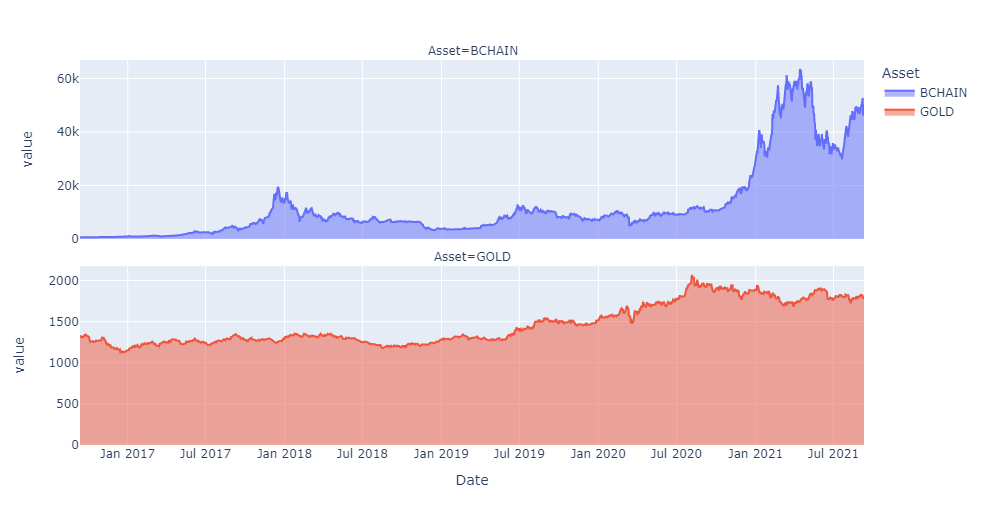 Asset=BCHAIN
60k
40k
20k
0
value
Asset
BCHAIN
GOLD
Asset=GOLD
2000
1500
1000
500
0
value
Jan 2017 Jul 2017 Jan 2018 Jul 2018 Jan 2019 Jul 2019 Jan 2020 Jul 2020 Jan 2021 Jul 2021
Date